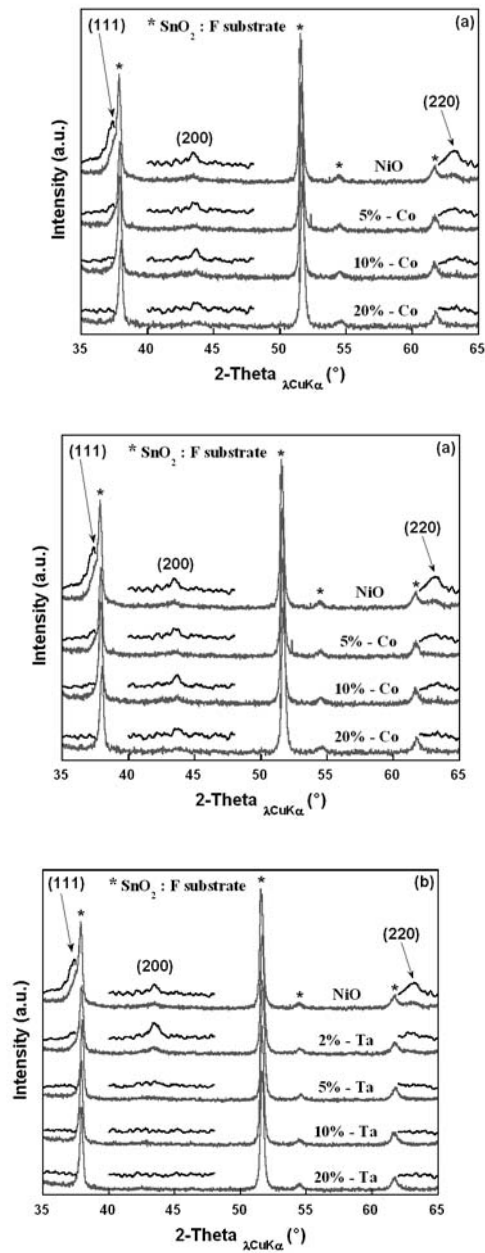 (111)
* SnO2 : F substrate
(a)
*
*
(200)
(220)
*
NiO
*
5% - Co
10% - Co
20% - Co
Intensity (a.u.)
35 40 45 50 55 60 65
2-Theta λCuKα (°)
(111)
* SnO2 : F substrate
(a)
*
*
(200)
(220)
*
NiO
*
5% - Co
10% - Co
20% - Co
Intensity (a.u.)
35 40 45 50 55 60 65
2-Theta λCuKα (°)
(111)
* SnO2 : F substrate
(b)
*
*
(200)
(220)
*
NiO
*
2% - Ta
5% - Ta
10% - Ta
20% - Ta
Intensity (a.u.)
35 40 45 50 55 60 65
2-Theta λCuKα (°)